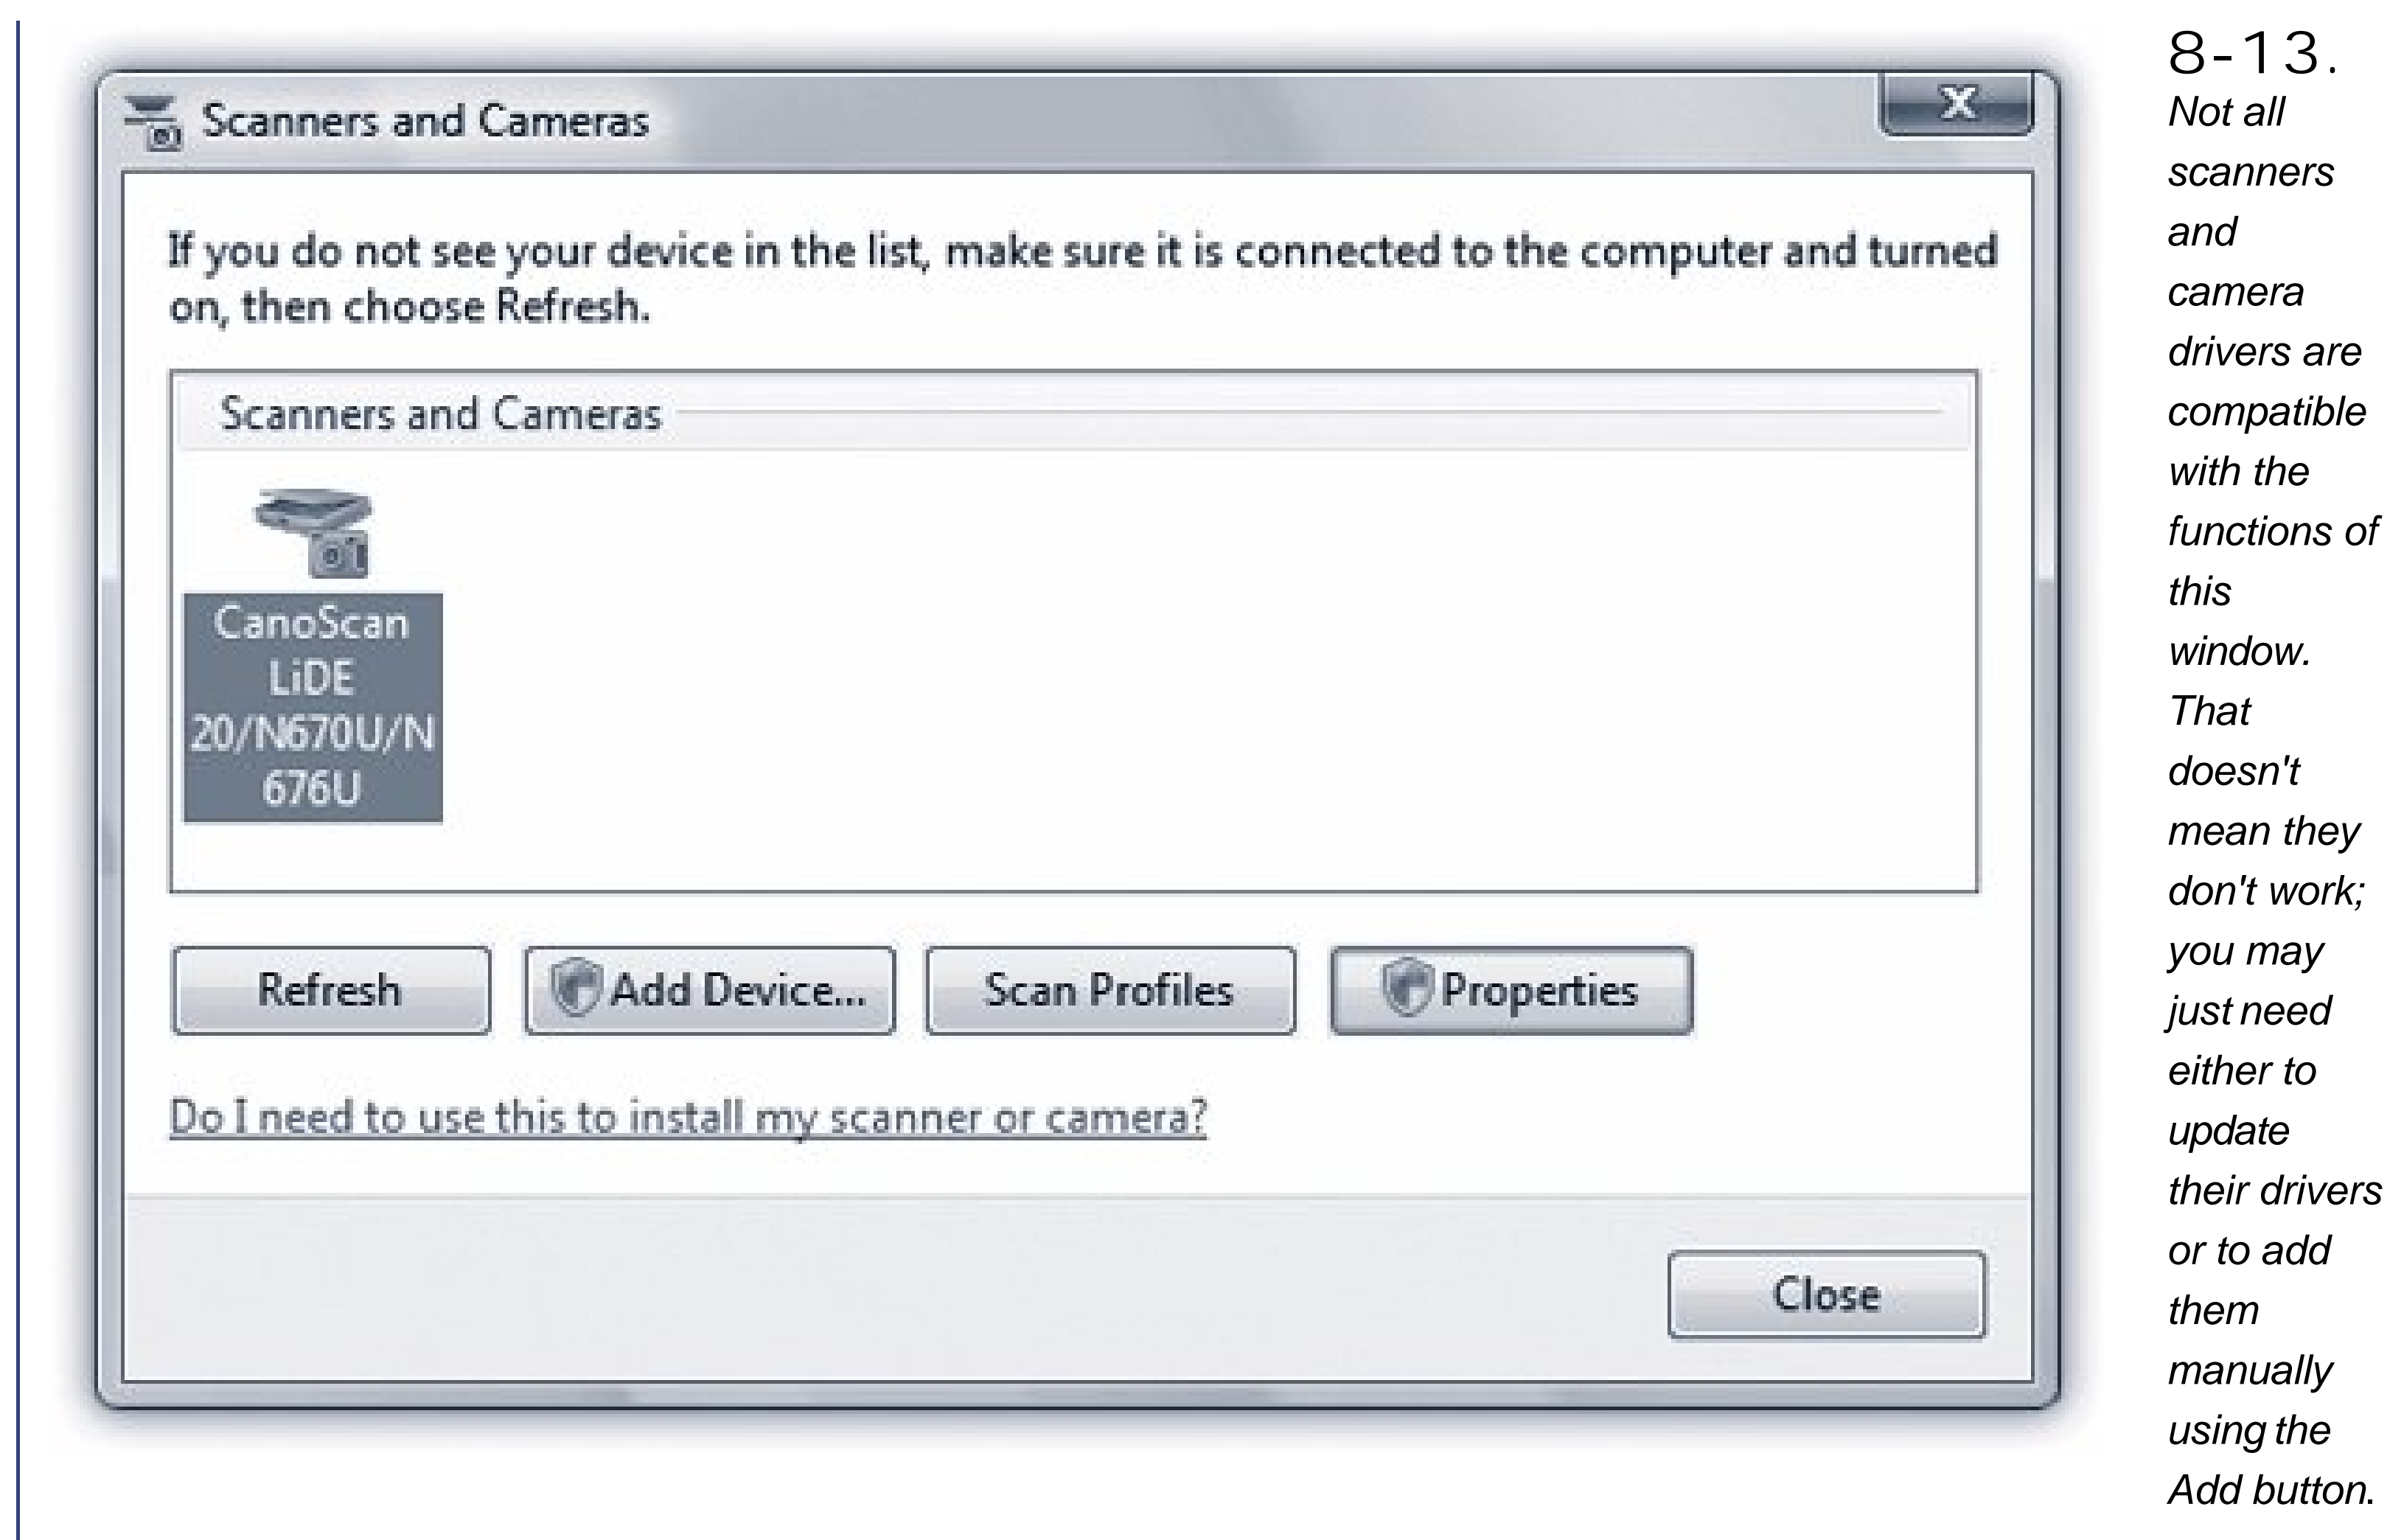 Scanners and Cameras
If you do not see your device in the list, make sure it is connected to the computer and turned
on, then choose Refresh.
Scanners and Cameras
CanoScan
LiDE
20/N670U/N
676U
Refresh
Add Device...
Scan Profiles
Properties
Do I need to use this to install my scanner or camera?
Close
8-13.
Not all
scanners
and
camera
drivers are
compatible
with the
functions of
this
window.
That
doesn't
mean they
don't work;
you may
just need
either to
update
their drivers
or to add
them
manually
using the
Add button.